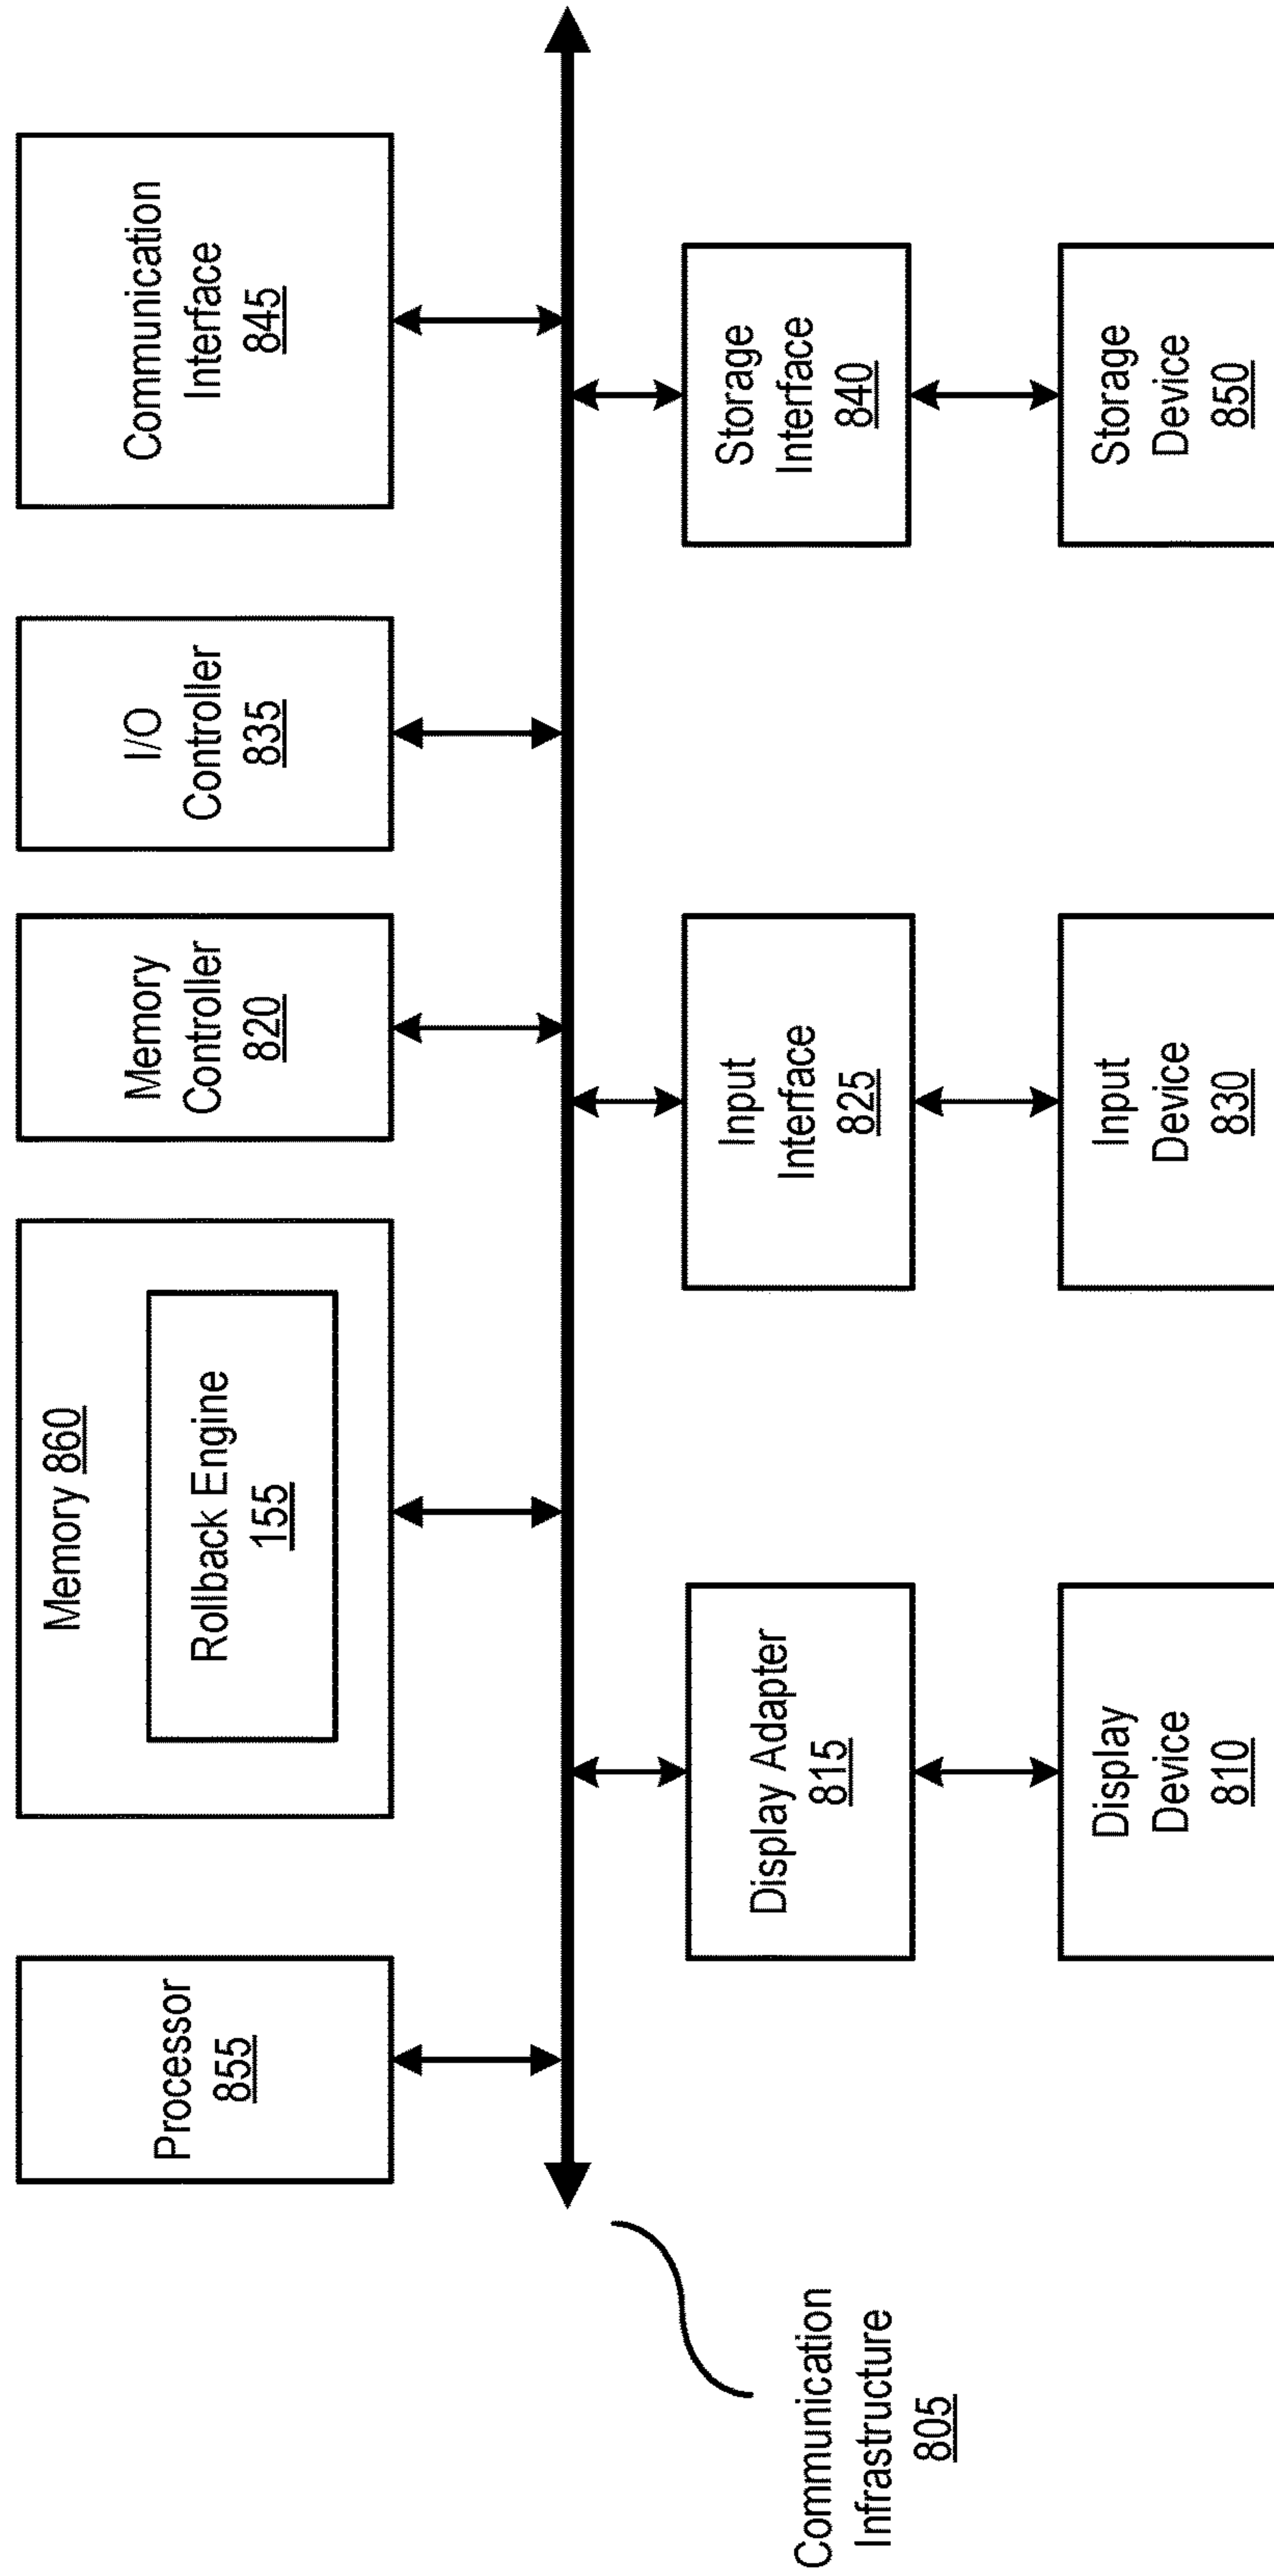 Processor
855
Memory 860
Rollback Engine
155
Memory
Controller
820
I/O
Controller
835
Communication
Interface
845
Communication
Infrastructure
805
Display Adapter
815
Input
Interface
825
Storage
Interface
840
Display
Device
810
Input
Device
830
Storage
Device
850